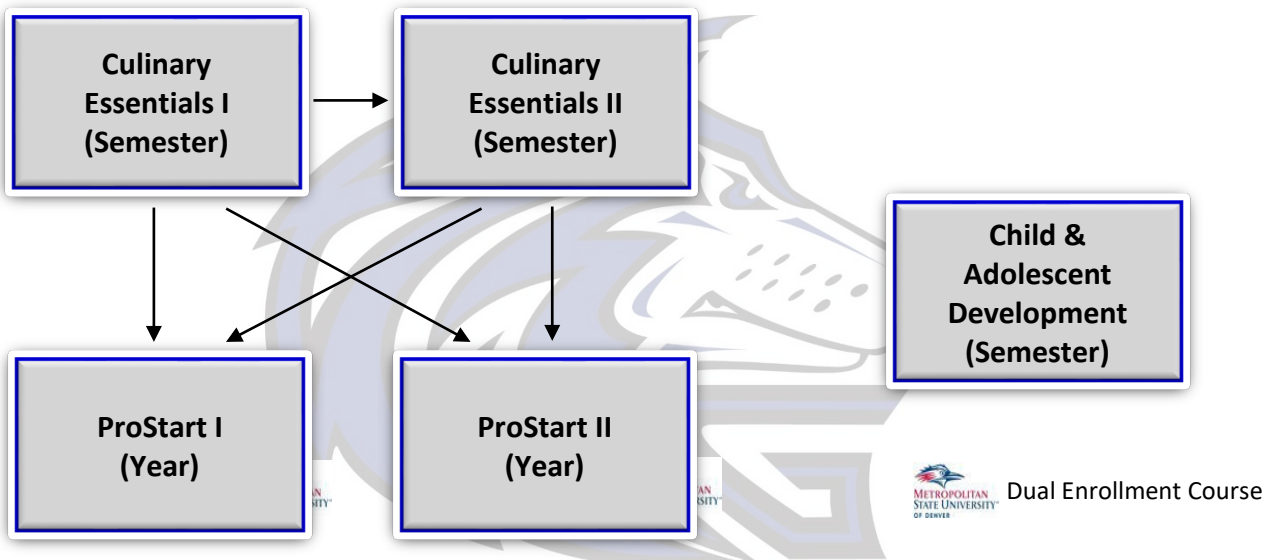 Culinary
Essentials I
(Semester)
Culinary
Essentials II
(Semester)
Child &
Adolescent
Development
(Semester)
ProStart I
(Year)
ProStart II
(Year)
METROPOLITAN
STATE UNIVERSITY
OF DENVER
Dual Enrollment Course